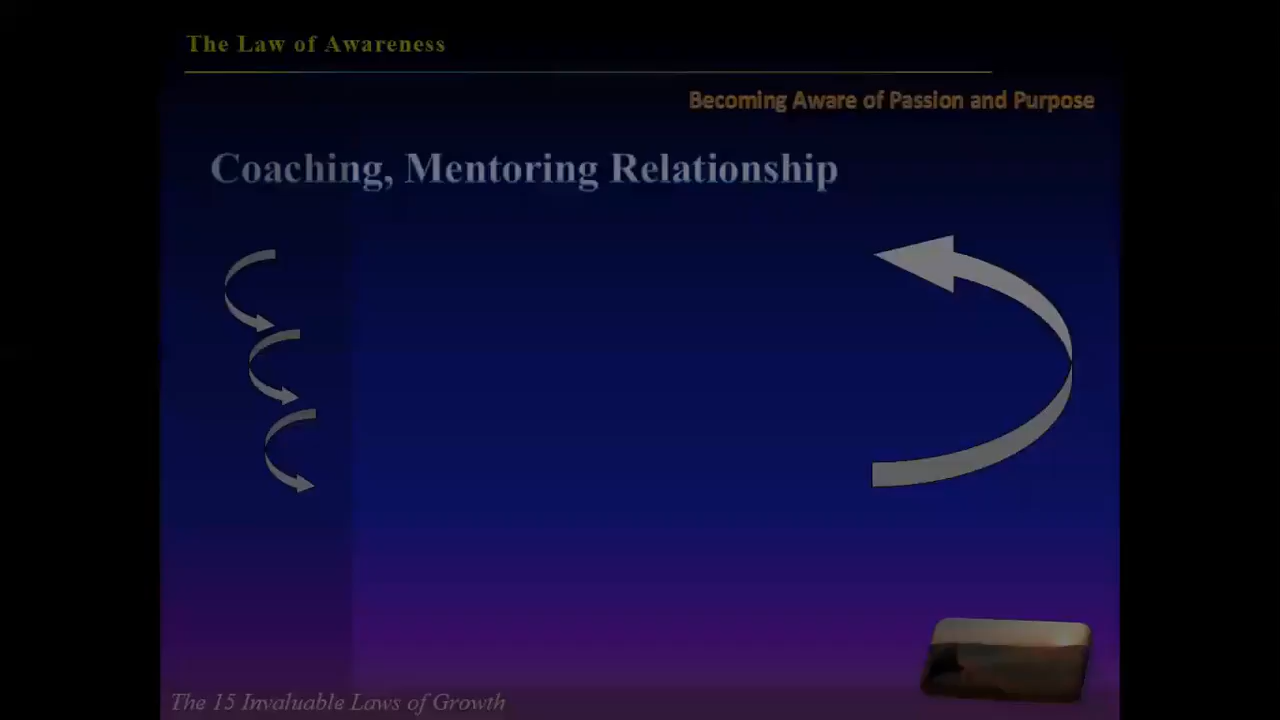 The Law of Awareness
Becoming Aware of Passion and Purpose
Coaching, Mentoring Relationship
The 15 Invaluable Laws of Growth